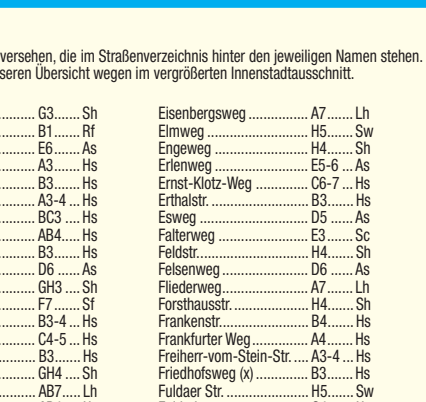 versehen, die im Straßenverzeichnis hinter den jeweiligen Namen stehen.
seren Übersicht wegen im vergrößerten Innenstadtausschnitt.
.......... G3....... Sh
.......... B1....... Rf
.......... E6....... As
.......... A3....... Hs
.......... B3....... Hs
.......... A3-4 ... Hs
.......... BC3 .... Hs
.......... AB4.... Hs
.......... B3....... Hs
.......... D6 ..... As
.......... GH3 ... Sh
.......... F7....... Sf
.......... B3-4 ... Hs
.......... C4-5 ... Hs
.......... B3....... Hs
.......... GH4 .... Sh
.......... AB7..... Lh
Eisenbergsweg ............... A7....... Lh
Elmweg ......................... H5....... Sw
Engeweg ........................ H4....... Sh
Erlenweg ........................ E5-6 ... As
Ernst-Klotz-Weg ............. C6-7 ... Hs
Erthalstr. ........................ B3....... Hs
Esweg ........................... D5 ...... As
Falterweg ....................... E3....... Sc
Feldstr............................ H4....... Sh
Felsenweg ...................... D6 ...... As
Fliederweg ...................... A7....... Lh
Forsthausstr. .................. H4....... Sh
Frankenstr. ..................... B4....... Hs
Frankfurter Weg .............. A4....... Hs
Freiherr-vom-Stein-Str. .... A3-4 ... Hs
Friedhofsweg (x) ............. B3....... Hs
Fuldaer Str. ..................... H5....... Sw